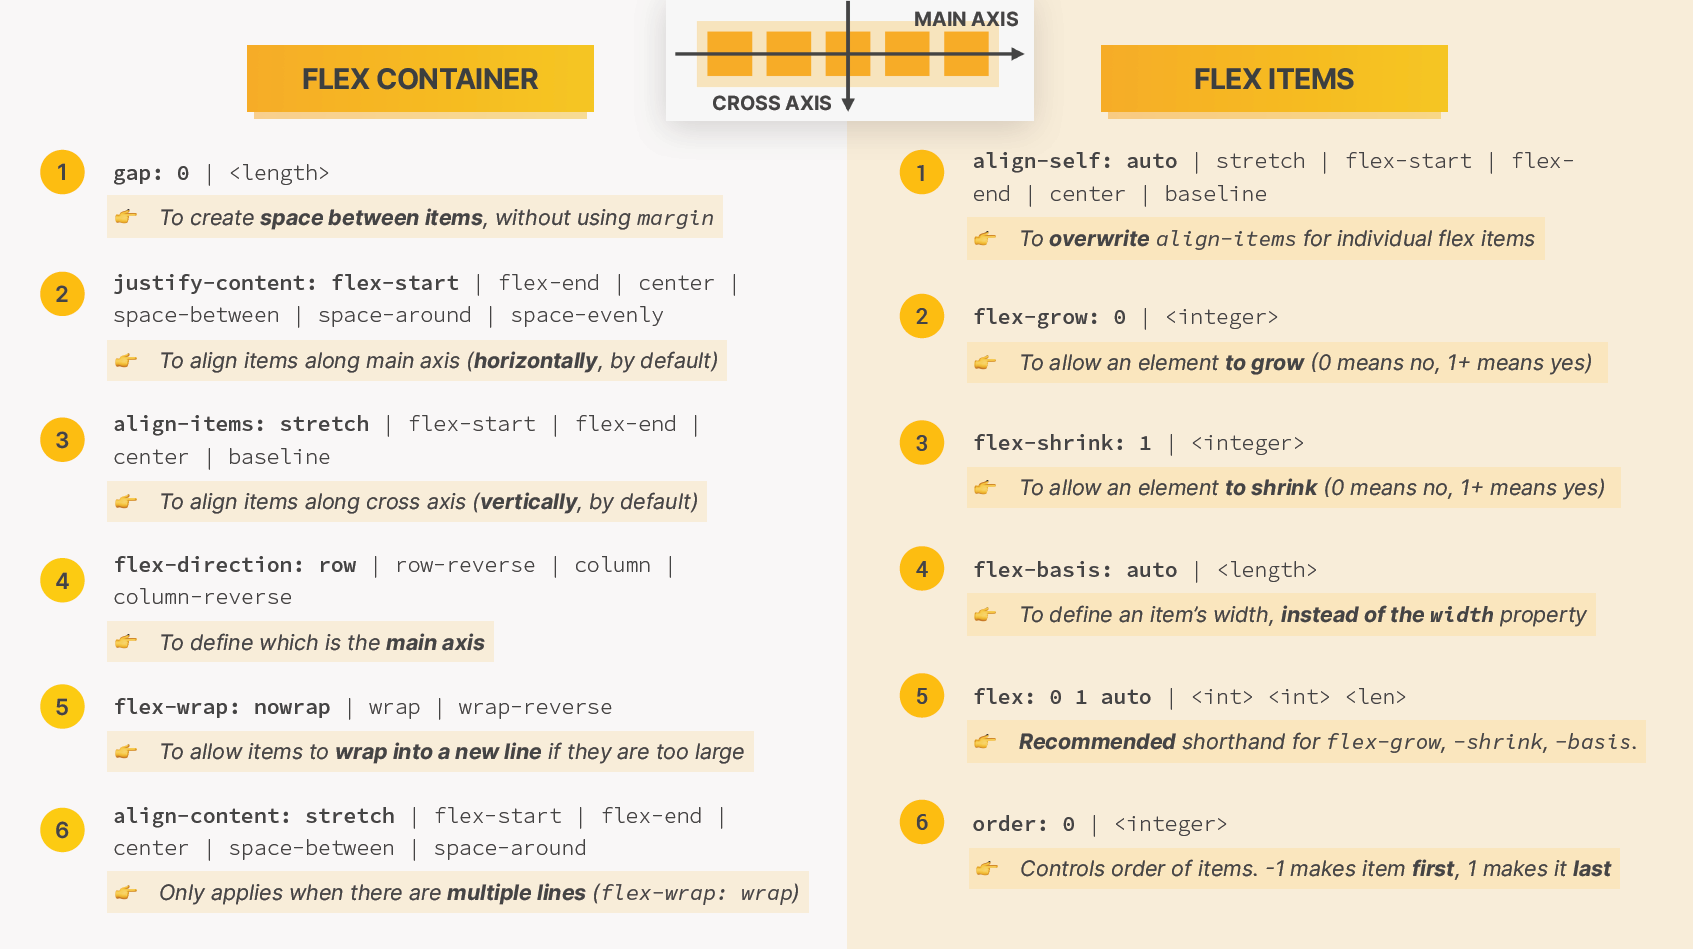 MAIN AXIS
CROSS AXIS
FLEX CONTAINER
1
gap: 0 | <length>
👉 To create space between items, without using margin
2
justify-content: flex-start | flex-end | center |
space-between | space-around | space-evenly
👉 To align items along main axis (horizontally, by default)
3
align-items: stretch | flex-start | flex-end |
center | baseline
👉 To align items along cross axis (vertically, by default)
4
flex-direction: row | row-reverse | column |
column-reverse
👉 To define which is the main axis
5
flex-wrap: nowrap | wrap | wrap-reverse
👉 To allow items to wrap into a new line if they are too large
6
align-content: stretch | flex-start | flex-end |
center | space-between | space-around
👉 Only applies when there are multiple lines (flex-wrap: wrap)
FLEX ITEMS
1
align-self: auto | stretch | flex-start | flex-
end | center | baseline
👉 To overwrite align-items for individual flex items
2
flex-grow: 0 | <integer>
👉 To allow an element to grow (0 means no, 1+ means yes)
3
flex-shrink: 1 | <integer>
👉 To allow an element to shrink (0 means no, 1+ means yes)
4
flex-basis: auto | <length>
👉 To define an item’s width, instead of the width property
5
flex: 0 1 auto | <int> <int> <len>
👉 Recommended shorthand for flex-grow, -shrink, -basis.
6
order: 0 | <integer>
👉 Controls order of items. -1 makes item first, 1 makes it last